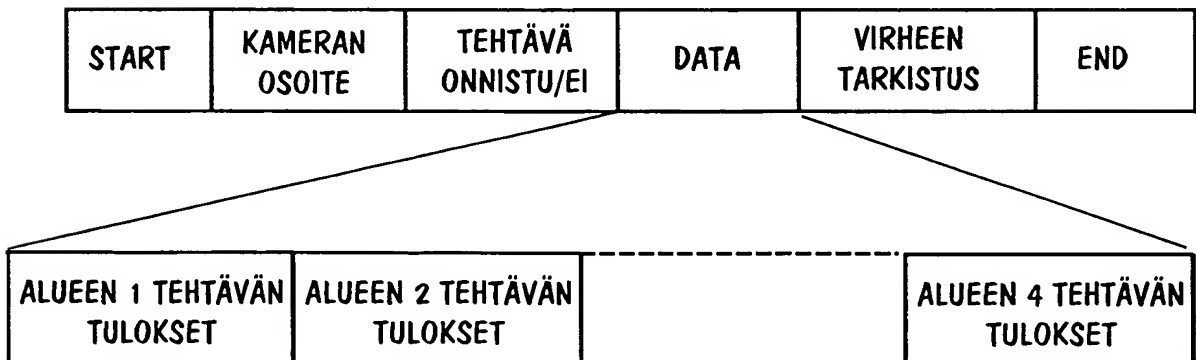 START
KAMERAN
OSOITE
TEHTÄVÄ
ONNISTU/EI
DATA
VIRHEEN
TARKISTUS
END
ALUEEN 1 TEHTÄVÄN
TULOKSET
ALUEEN 2 TEHTÄVÄN
TULOKSET
ALUEEN 4 TEHTÄVÄN
TULOKSET